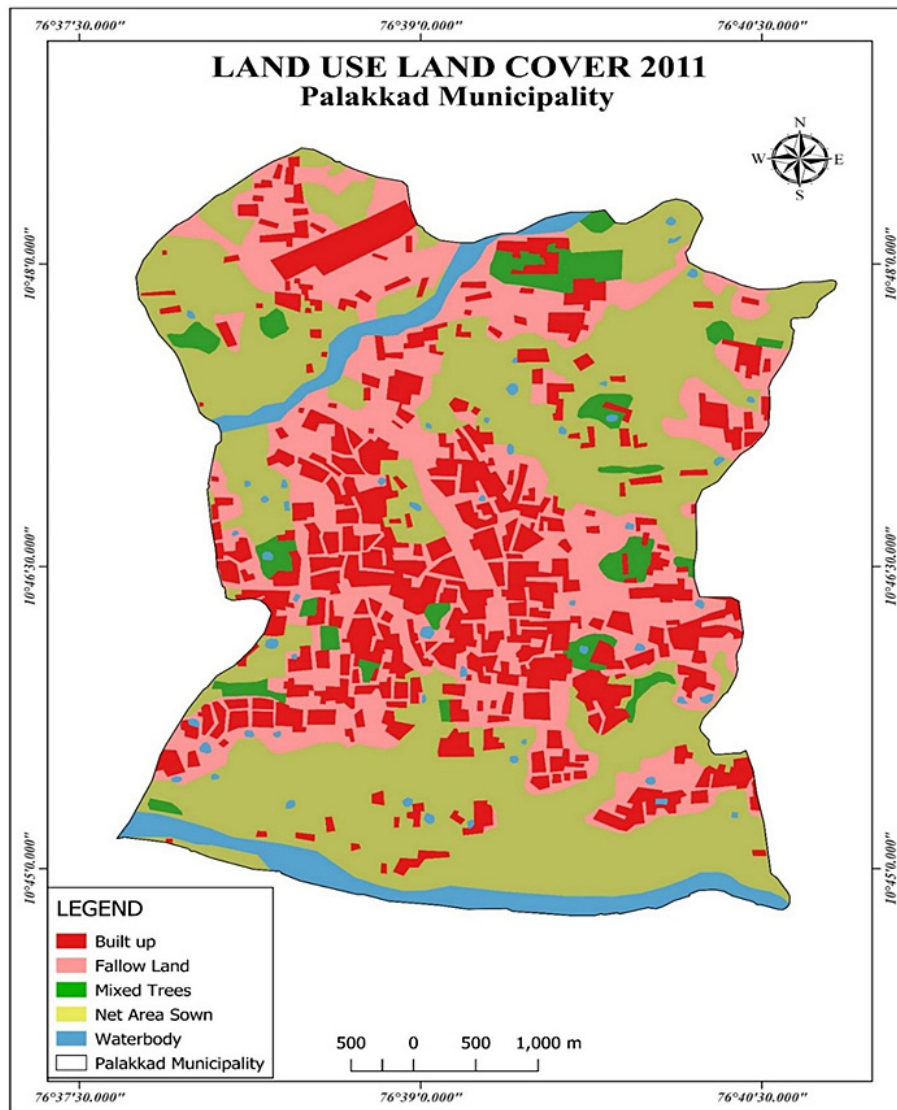 76°37'30.000" 76°39'0.000" 76°40'30.000"
LAND USE LAND COVER 2011
Palakkad Municipality
N
W E
S
10°48'0.000" 10°48'0.000"
10°46'30.000" 10°46'30.000"
10°45'0.000" 10°45'0.000"
LEGEND
Built up
Fallow Land
Mixed Trees
Net Area Sown
Waterbody
Palakkad Municipality
500 0 500 1,000 m
76°37'30.000" 76°39'0.000" 76°40'30.000"